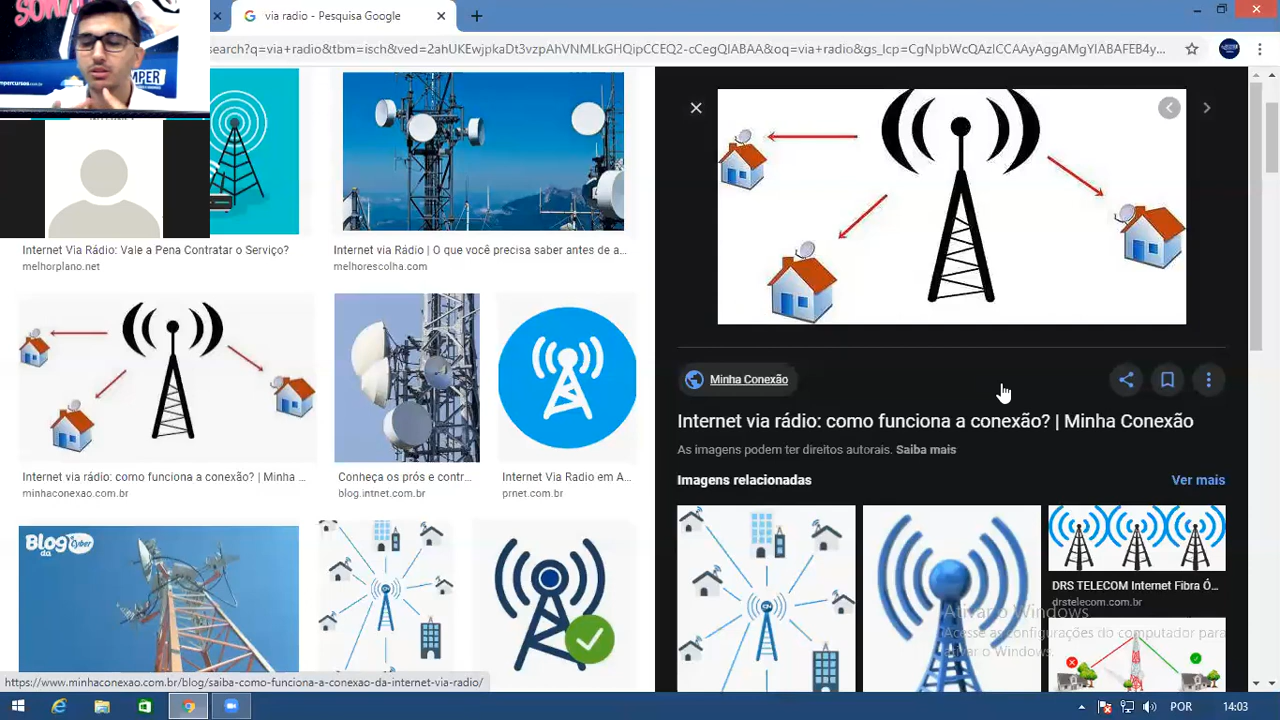 via radio - Pesquisa Google
search?q=via+radio&tbm=isch&ved=2ahUKEwjpkaDt3vzpAhVNMLkGHQipCCEQ2-cCegQIABAA&oq=via+radio&gs_lcp=CgNpbWcQAzICCAAyAggAMgYIABAFEB4y...
Internet Via Rádio: Vale a Pena Contratar o Serviço?
melhorplano.net
Internet via Rádio | O que você precisa saber antes de a...
melhorescolha.com
Minha Conexão
Internet via rádio: como funciona a conexão? | Minha Conexão
As imagens podem ter direitos autorais. Saiba mais
Imagens relacionadas
Ver mais
Internet via rádio: como funciona a conexão? | Minha ...
minhaconexao.com.br
Conheça os prós e contr...
blog.intnet.com.br
Internet Via Radio em A...
prnet.com.br
Blog
da
Cyber
DRS TELECOM Internet Fibra Ó...
drstelecom.com.br
Ativar o Windows
Acesse as configurações do computador para
ativar o Windows.
https://www.minhaconexao.com.br/blog/saiba-como-funciona-a-conexao-da-internet-via-radio/
POR
14:03